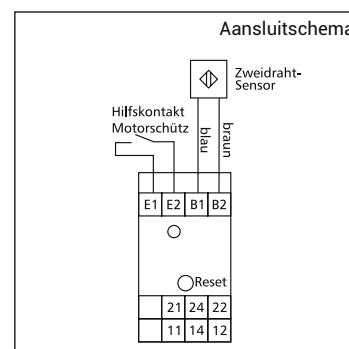 Aansluitschema
Zweidraht-
Sensor
Hilfskontakt
Motorschütz
blau
braun
E1 E2 B1 B2
Reset
21 24 22
11 14 12